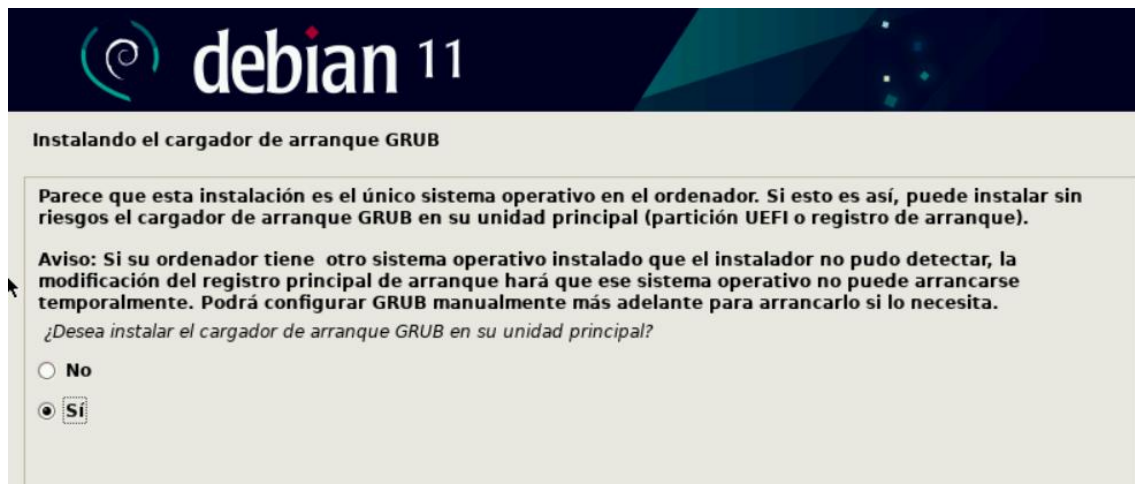 debian 11
Instalando el cargador de arranque GRUB
Parece que esta instalación es el único sistema operativo en el ordenador. Si esto es así, puede instalar sin
riesgos el cargador de arranque GRUB en su unidad principal (partición UEFI o registro de arranque).
Aviso: Si su ordenador tiene  otro sistema operativo instalado que el instalador no pudo detectar, la
modificación del registro principal de arranque hará que ese sistema operativo no puede arrancarse
temporalmente. Podrá configurar GRUB manualmente más adelante para arrancarlo si lo necesita.
¿Desea instalar el cargador de arranque GRUB en su unidad principal?
No
Sí